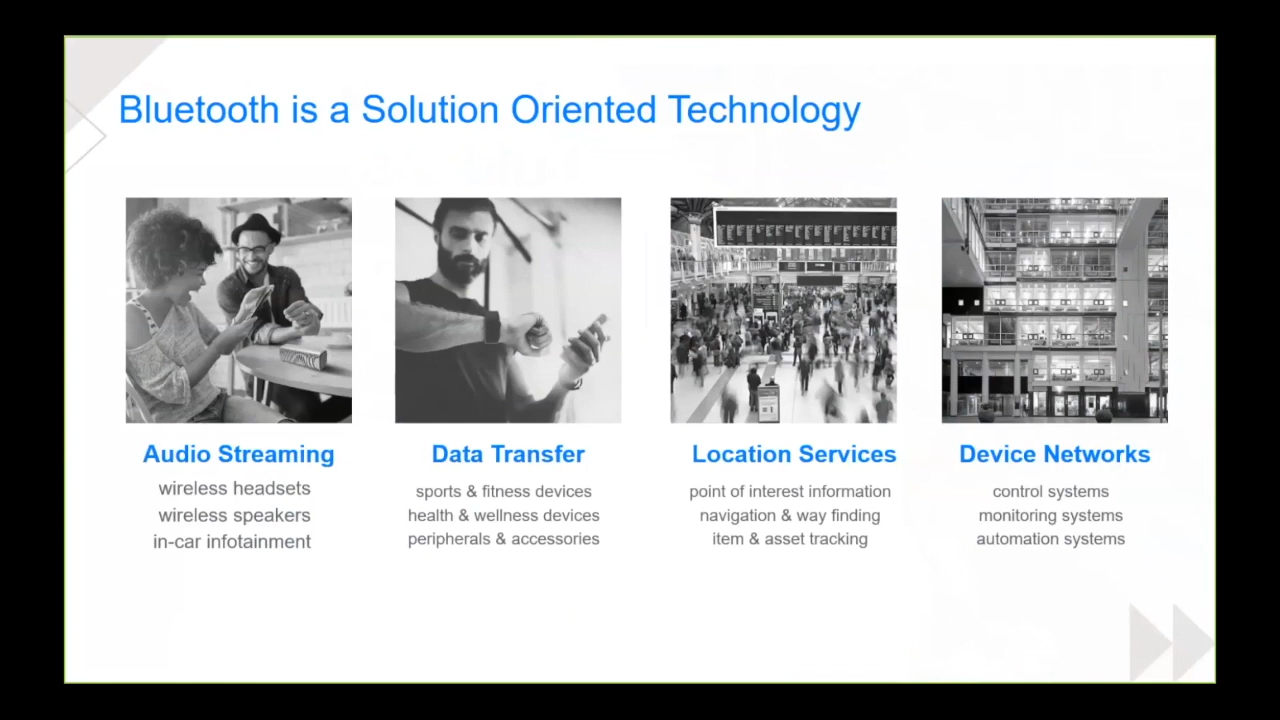 Bluetooth is a Solution Oriented Technology
Audio Streaming
wireless headsets
wireless speakers
in-car infotainment
Data Transfer
sports & fitness devices
health & wellness devices
peripherals & accessories
Location Services
point of interest information
navigation & way finding
item & asset tracking
Device Networks
control systems
monitoring systems
automation systems